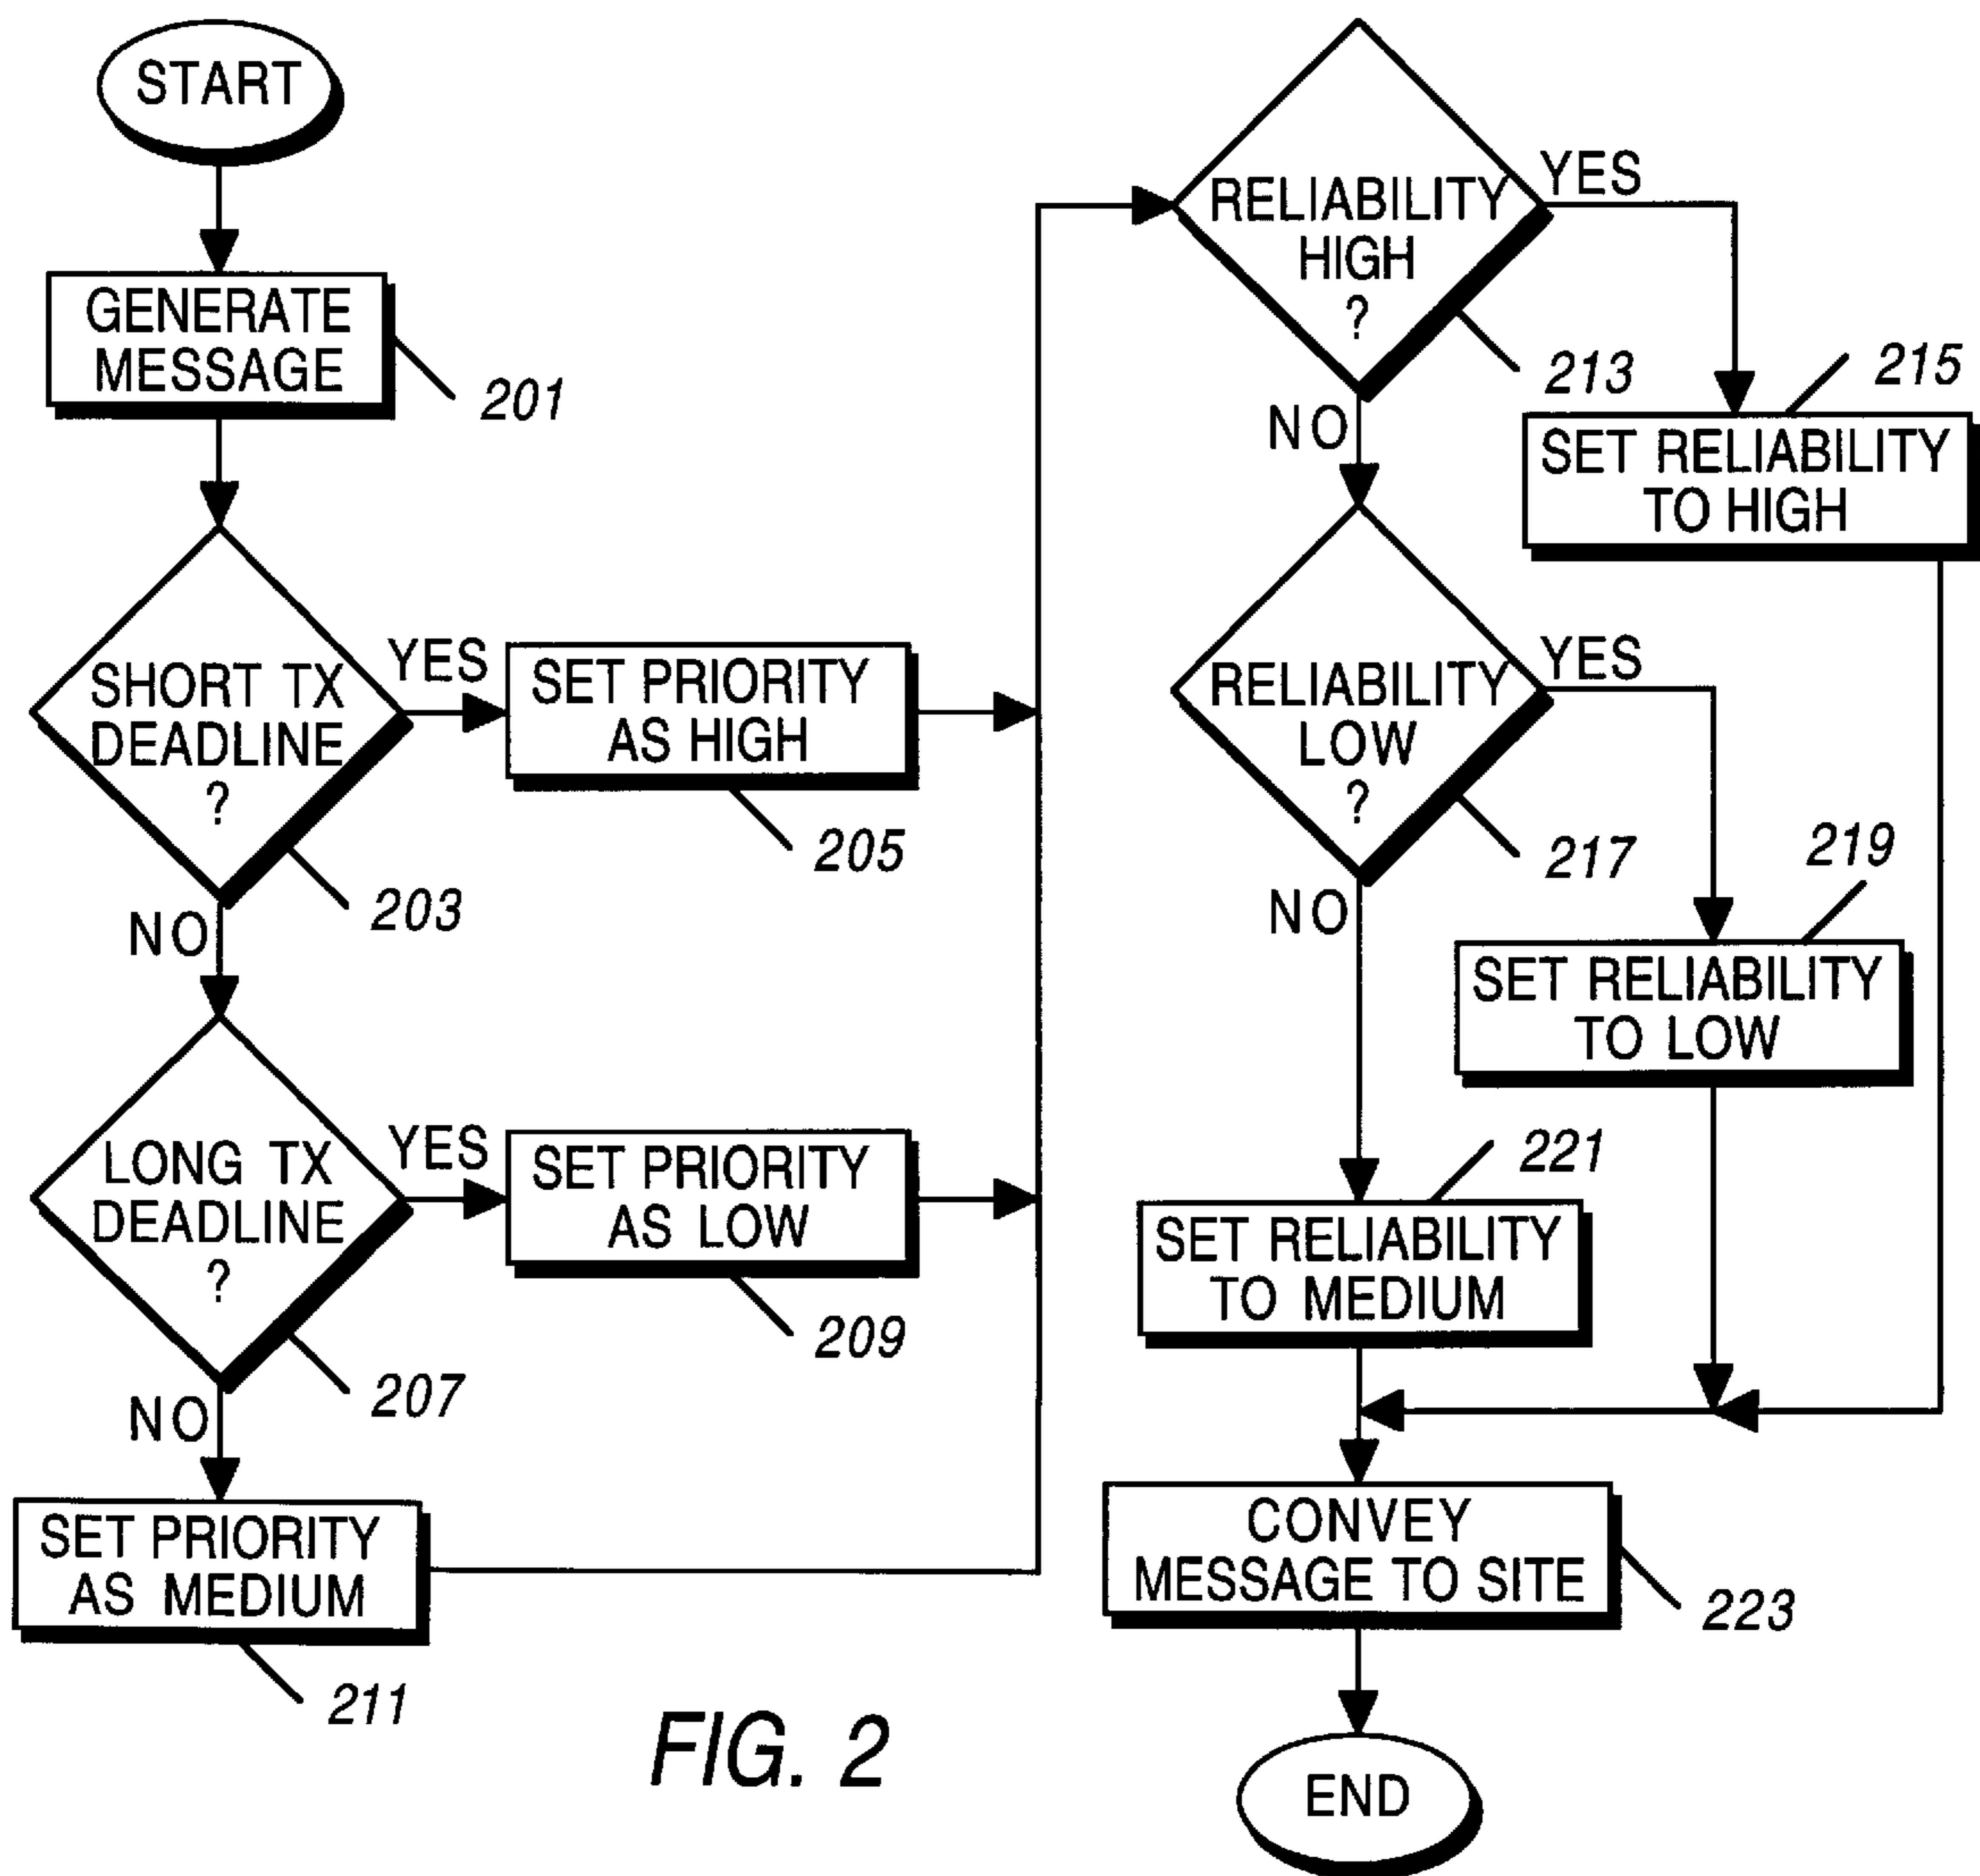 START
GENERATE
MESSAGE
201
SHORT TX
DEADLINE
?
203
YES
NO
SET PRIORITY
AS HIGH
205
LONG TX
DEADLINE
?
207
YES
NO
SET PRIORITY
AS LOW
209
SET PRIORITY
AS MEDIUM
211
RELIABILITY
HIGH
?
213
YES
NO
SET RELIABILITY
TO HIGH
215
RELIABILITY
LOW
?
217
YES
NO
SET RELIABILITY
TO LOW
219
SET RELIABILITY
TO MEDIUM
221
CONVEY
MESSAGE TO SITE
223
END
FIG. 2